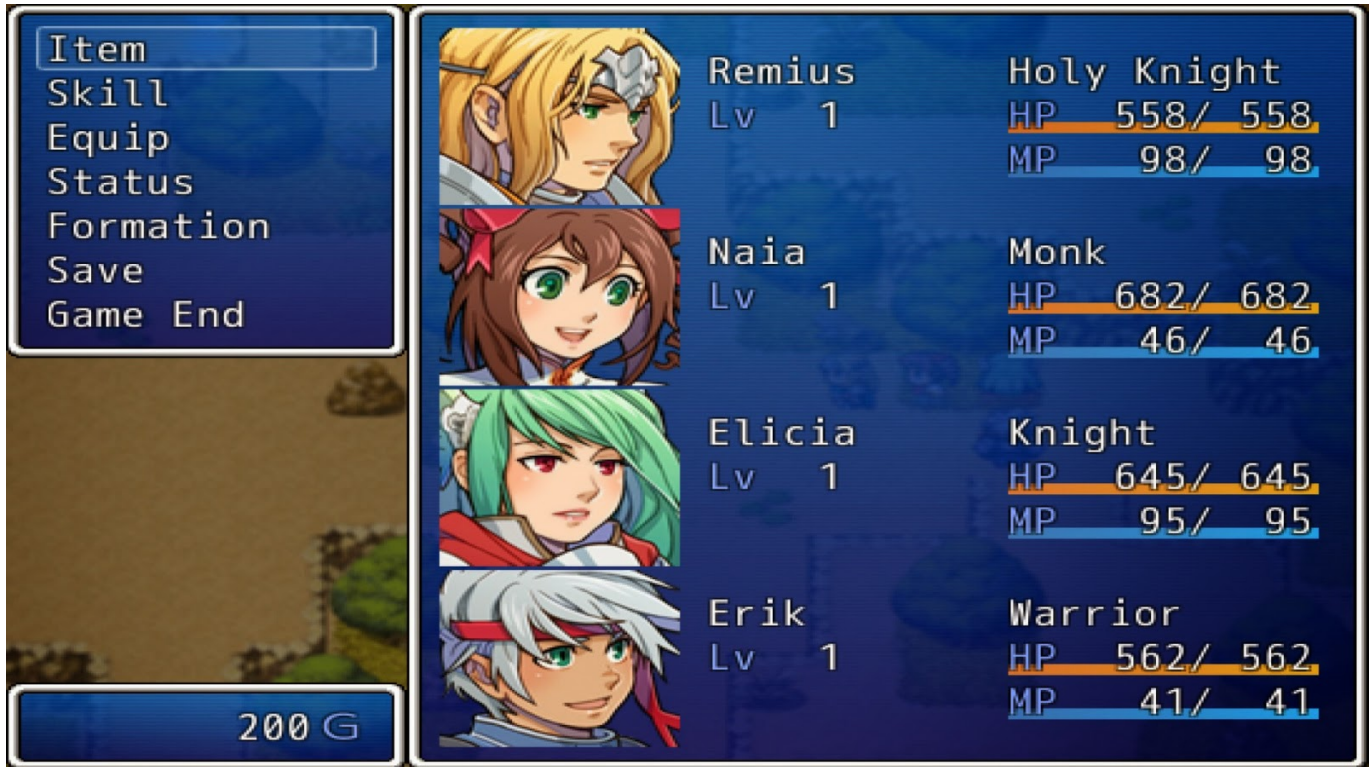 Item
Skill
Equip
Status
Formation
Save
Game End
200 G
Remius Holy Knight
Lv 1 HP 558/ 558
MP 98/ 98
Naia Monk
Lv 1 HP 682/ 682
MP 46/ 46
Elicia Knight
Lv 1 HP 645/ 645
MP 95/ 95
Erik Warrior
Lv 1 HP 562/ 562
MP 41/ 41